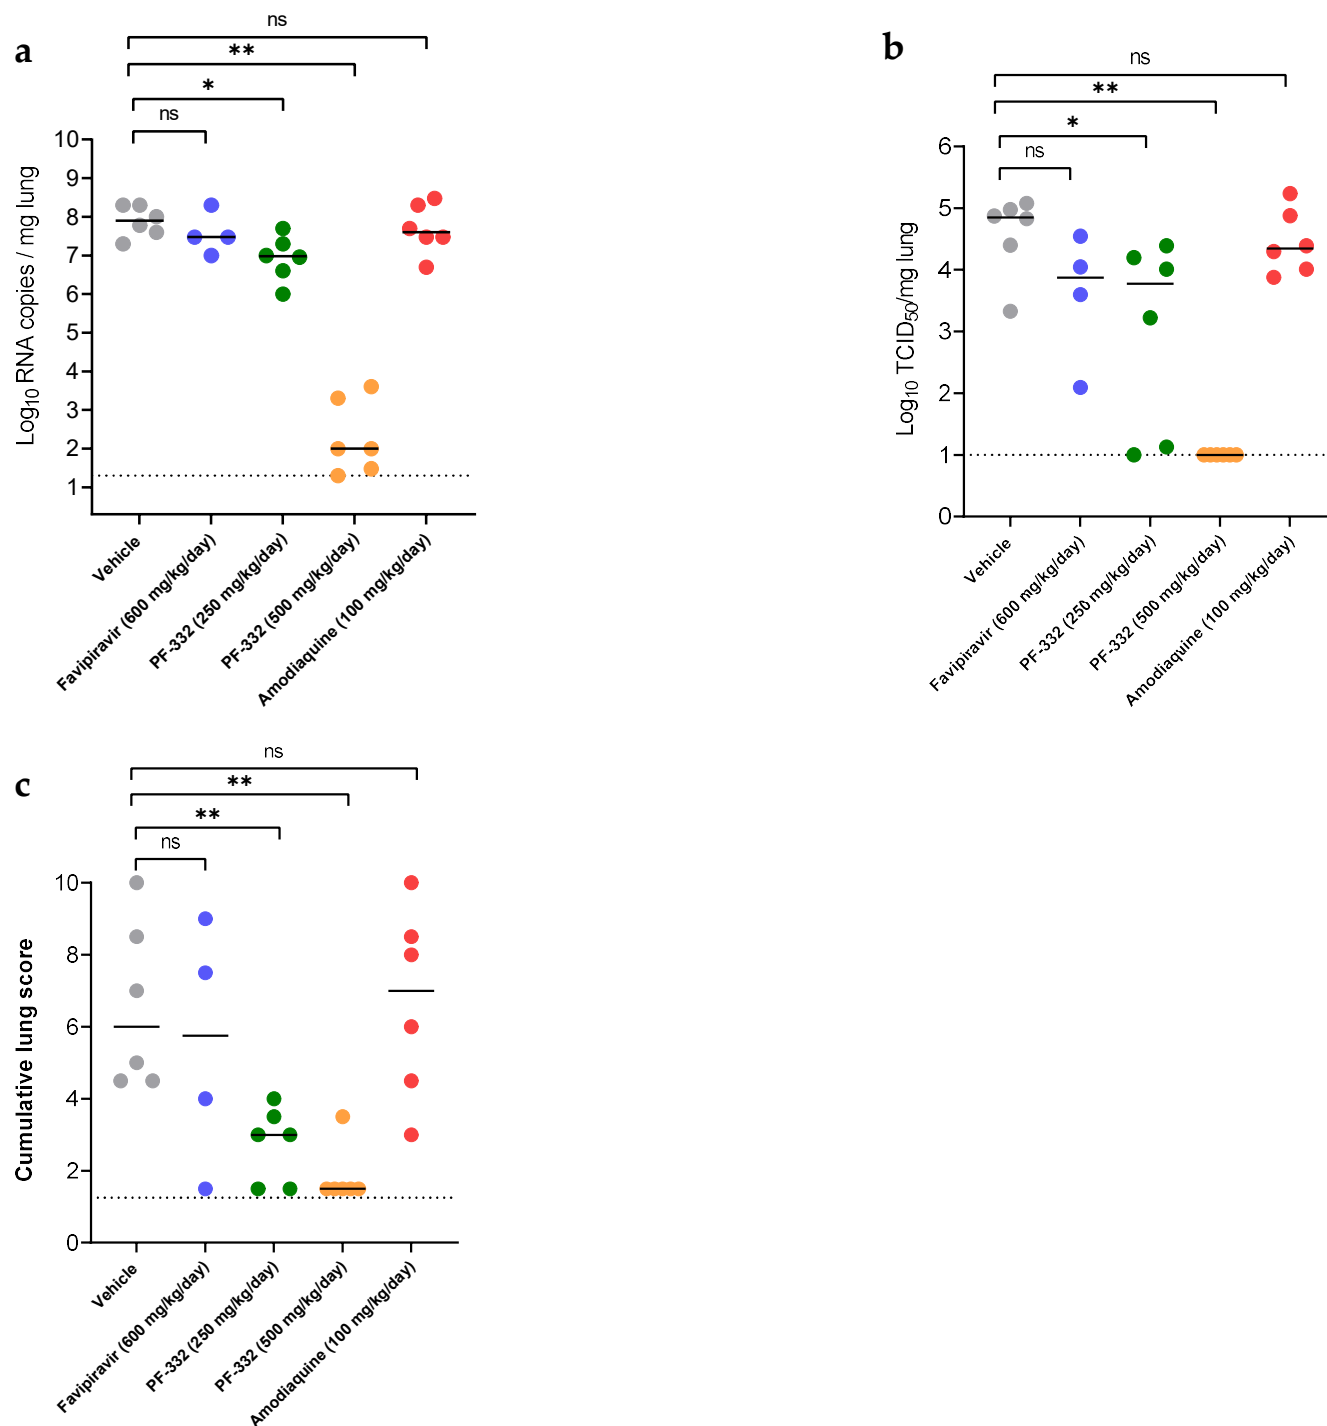 a
ns
**
*
ns
10
9
8
7
6
5
4
3
2
1
Log10 RNA copies / mg lung
Vehicle
Favipiravir (600 mg/kg/day)
PF-332 (250 mg/kg/day)
PF-332 (500 mg/kg/day)
Amodiaquine (100 mg/kg/day)
b
ns
**
*
ns
6
5
4
3
2
1
0
Log10 TCID50/mg lung
Vehicle
Favipiravir (600 mg/kg/day)
PF-332 (250 mg/kg/day)
PF-332 (500 mg/kg/day)
Amodiaquine (100 mg/kg/day)
c
ns
**
**
ns
10
8
6
4
2
0
Cumulative lung score
Vehicle
Favipiravir (600 mg/kg/day)
PF-332 (250 mg/kg/day)
PF-332 (500 mg/kg/day)
Amodiaquine (100 mg/kg/day)